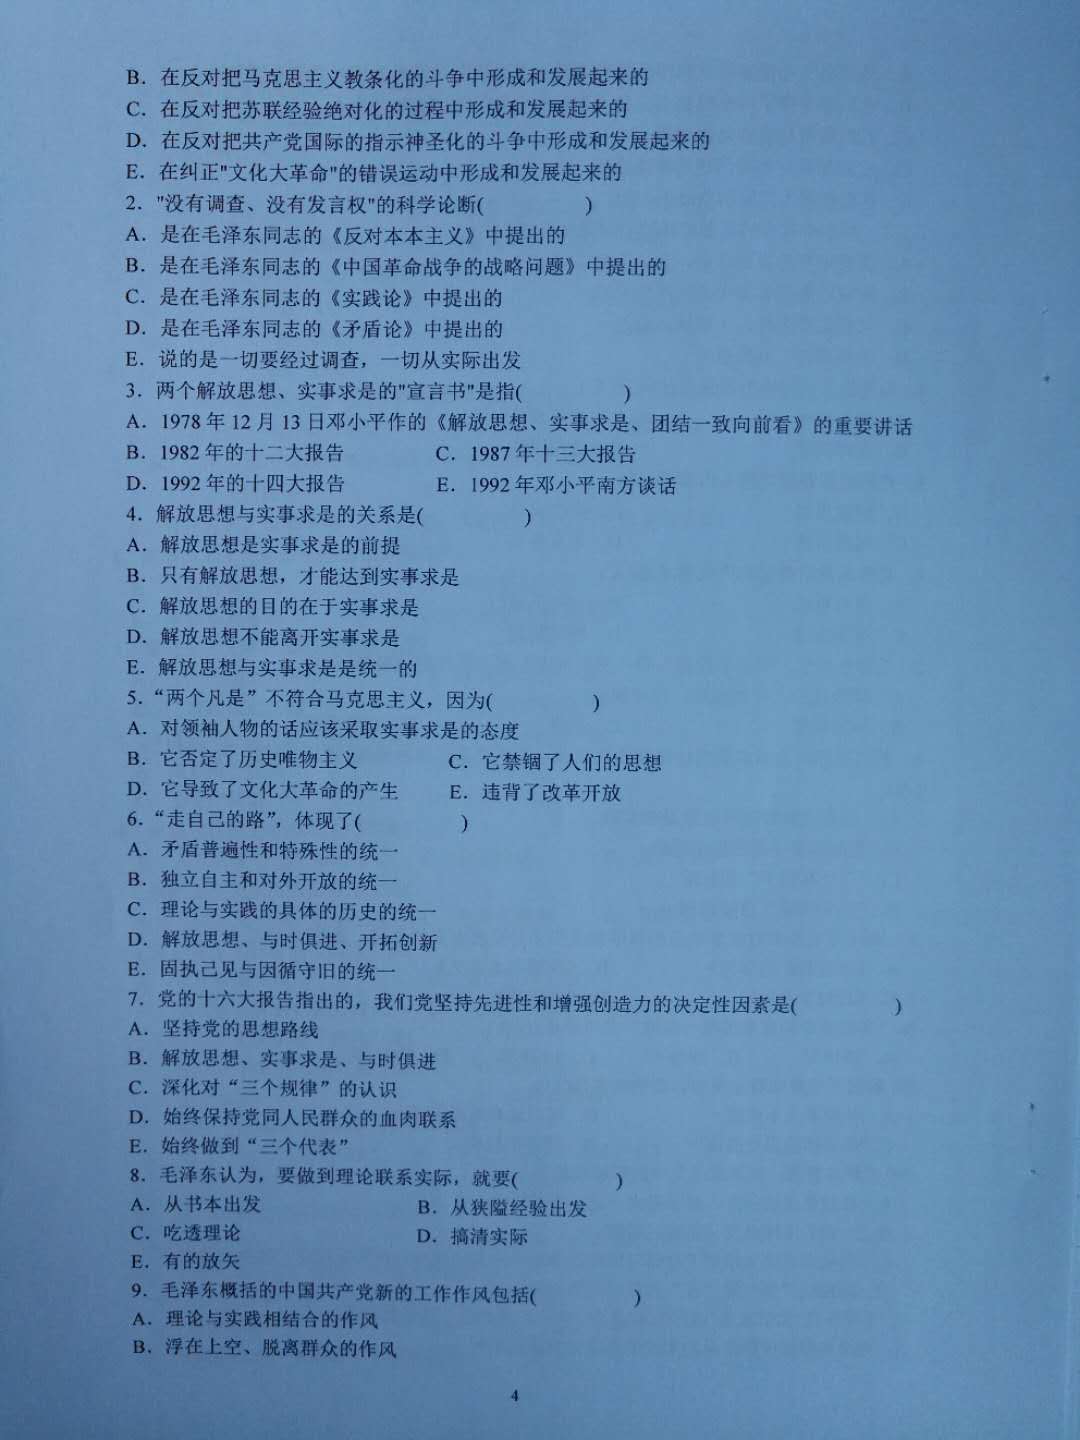 B．在反对把马克思主义教条化的斗争中形成和发展起来的
C．在反对把苏联经验绝对化的过程中形成和发展起来的
D．在反对把共产党国际的指示神圣化的斗争中形成和发展起来的
E．在纠正"文化大革命"的错误运动中形成和发展起来的
2．"没有调查、没有发言权"的科学论断( )
A．是在毛泽东同志的《反对本本主义》中提出的
B．是在毛泽东同志的《中国革命战争的战略问题》中提出的
C．是在毛泽东同志的《实践论》中提出的
D．是在毛泽东同志的《矛盾论》中提出的
E．说的是一切要经过调查，一切从实际出发
3．两个解放思想、实事求是的"宣言书"是指( )
A．1978 年 12 月 13 日邓小平作的《解放思想、实事求是、团结一致向前看》的重要讲话
B．1982 年的十二大报告 C．1987 年十三大报告
D．1992 年的十四大报告 E．1992 年邓小平南方谈话
4．解放思想与实事求是的关系是( )
A．解放思想是实事求是的前提
B．只有解放思想，才能达到实事求是
C．解放思想的目的在于实事求是
D．解放思想不能离开实事求是
E．解放思想与实事求是是统一的
5．“两个凡是”不符合马克思主义，因为( )
A．对领袖人物的话应该采取实事求是的态度
B．它否定了历史唯物主义 C．它禁锢了人们的思想
D．它导致了文化大革命的产生 E．违背了改革开放
6．“走自己的路”，体现了( )
A．矛盾普遍性和特殊性的统一
B．独立自主和对外开放的统一
C．理论与实践的具体的历史的统一
D．解放思想、与时俱进、开拓创新
E．固执己见与因循守旧的统一
7．党的十六大报告指出的，我们党坚持先进性和增强创造力的决定性因素是( )
A．坚持党的思想路线
B．解放思想、实事求是、与时俱进
C．深化对“三个规律”的认识
D．始终保持党同人民群众的血肉联系
E．始终做到“三个代表”
8．毛泽东认为，要做到理论联系实际，就要( )
A．从书本出发 B．从狭隘经验出发
C．吃透理论 D．搞清实际
E．有的放矢
9．毛泽东概括的中国共产党新的工作作风包括( )
A．理论与实践相结合的作风
B．浮在上空、脱离群众的作风
4